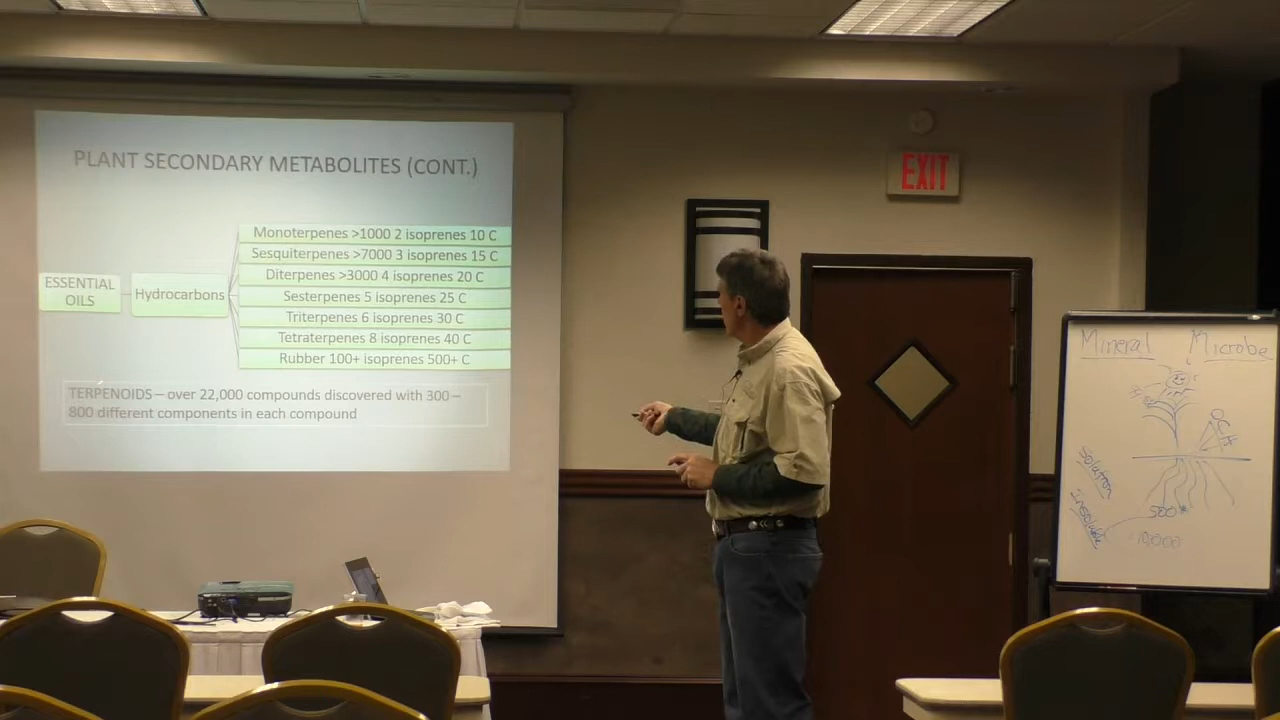 PLANT SECONDARY METABOLITES (CONT.)
ESSENTIAL
OILS
Hydrocarbons
Monoterpenes >1000 2 isoprenes 10 C
Sesquiterpenes >7000 3 isoprenes 15 C
Diterpenes >3000 4 isoprenes 20 C
Sesterpenes 5 isoprenes 25 C
Triterpenes 6 isoprenes 30 C
Tetraterpenes 8 isoprenes 40 C
Rubber 100+ isoprenes 500+ C
TERPENOIDS – over 22,000 compounds discovered with 300 –
800 different components in each compound
EXIT
Mineral Microbe
solution
Insoluble
500
10,000